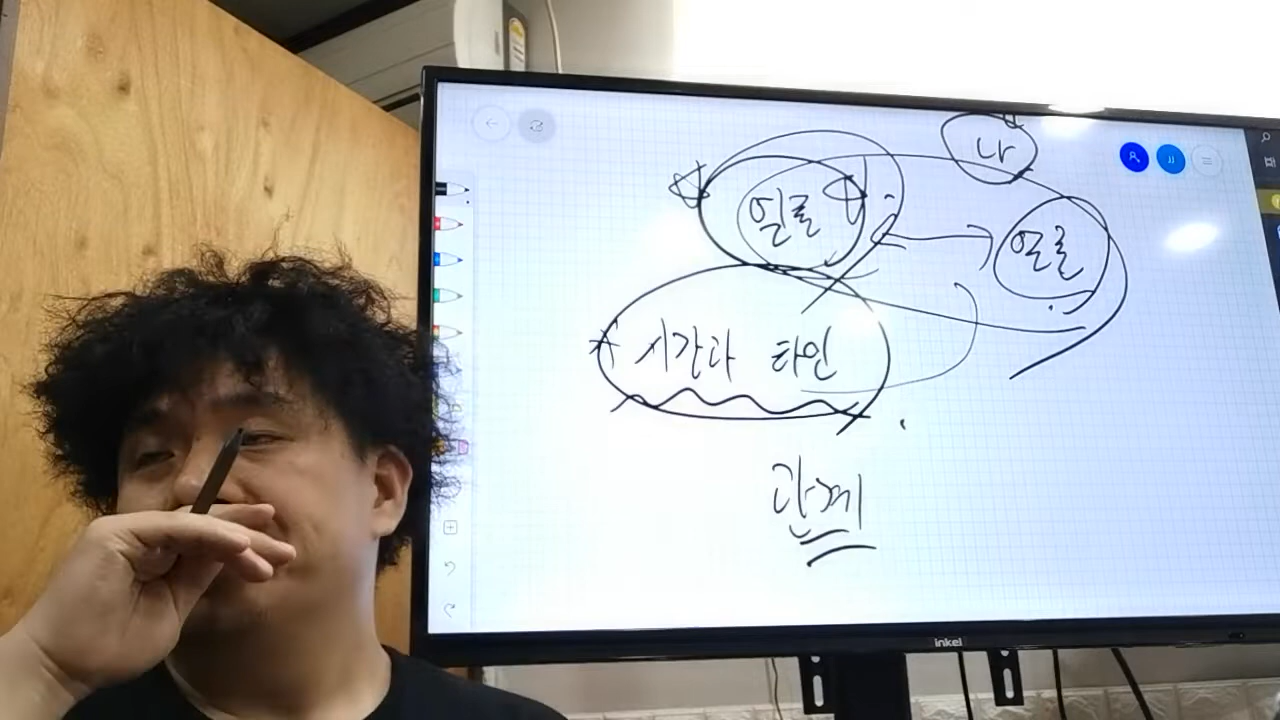 나
얼굴
얼굴
시간과 타인
관계
inkel